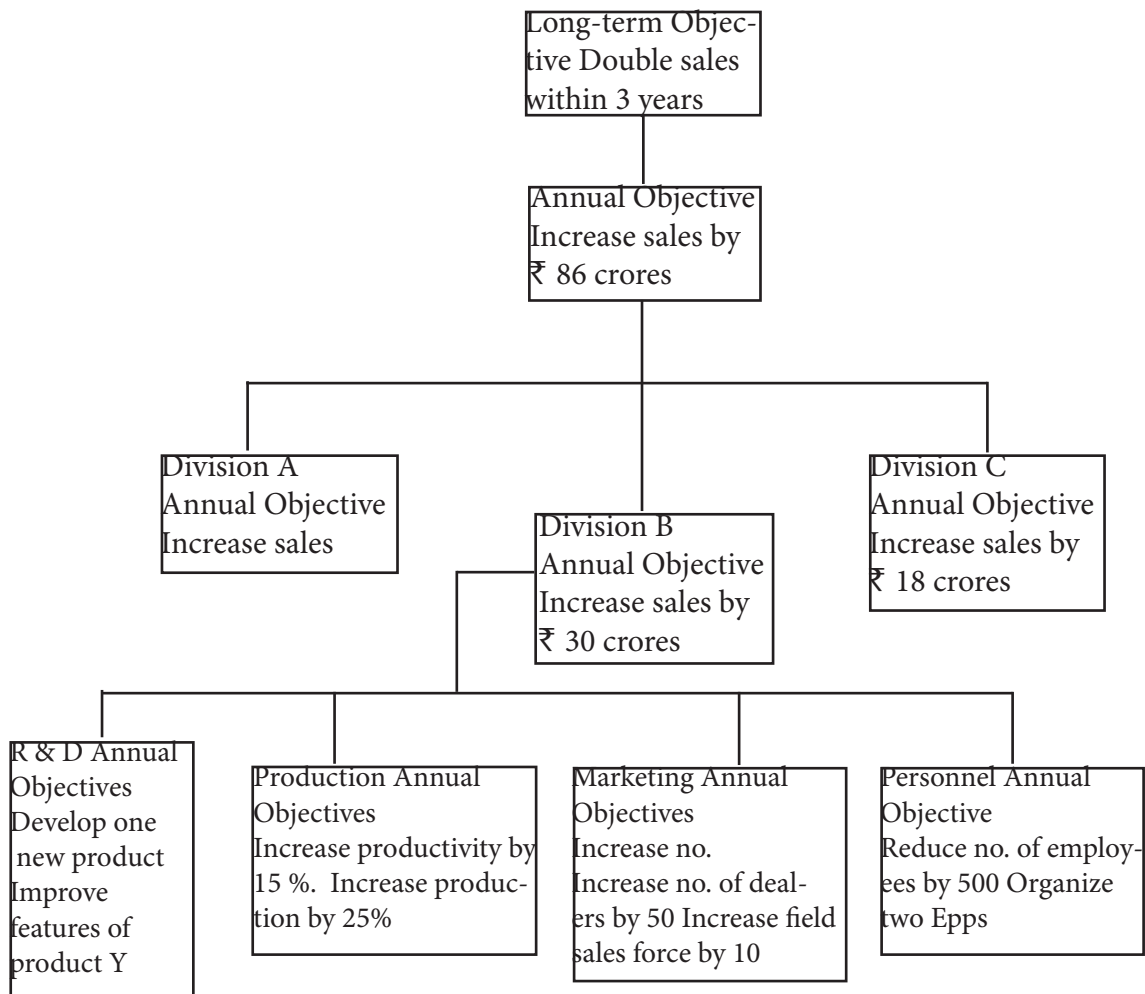 Long-term Objec-
tive Double sales
within 3 years
Annual Objective
Increase sales by
₹ 86 crores
Division A
Annual Objective
Increase sales
Division B
Annual Objective
Increase sales by
₹ 30 crores
Division C
Annual Objective
Increase sales by
₹ 18 crores
R & D Annual
Objectives
Develop one
new product
Improve
features of
product Y
Production Annual
Objectives
Increase productivity by
15 %. Increase produc-
tion by 25%
Marketing Annual
Objectives
Increase no.
Increase no. of deal-
ers by 50 Increase field
sales force by 10
Personnel Annual
Objective
Reduce no. of employ-
ees by 500 Organize
two Epps